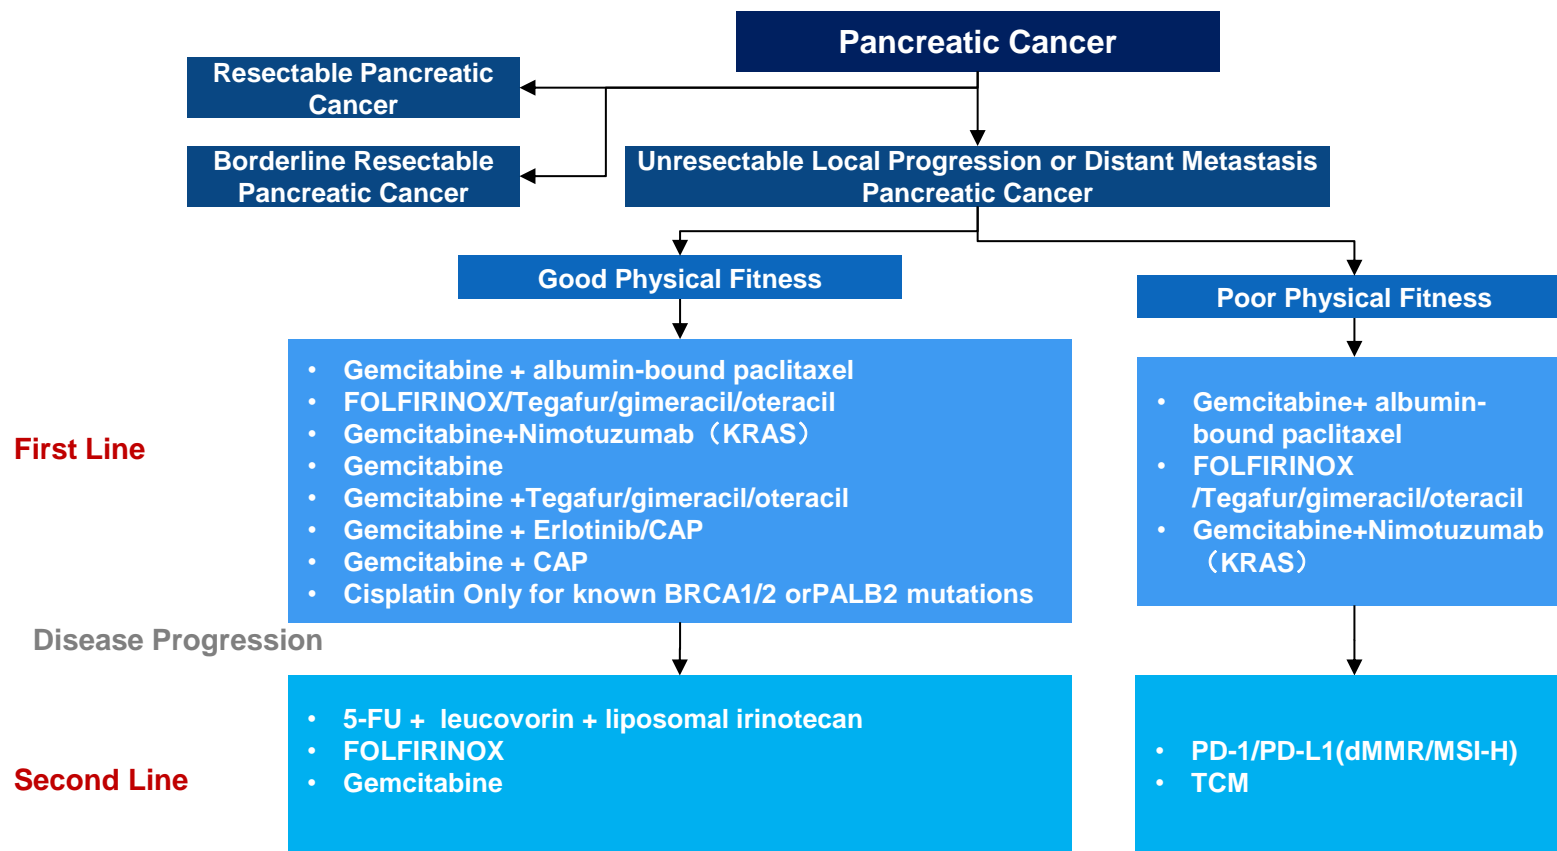 Pancreatic Cancer
Resectable Pancreatic
Cancer
Borderline Resectable
Pancreatic Cancer
Unresectable Local Progression or Distant Metastasis
Pancreatic Cancer
Good Physical Fitness
Poor Physical Fitness
First Line
• Gemcitabine + albumin-bound paclitaxel
• FOLFIRINOX/Tegafur/gimeracil/oteracil
• Gemcitabine+Nimotuzumab（KRAS）
• Gemcitabine
• Gemcitabine +Tegafur/gimeracil/oteracil
• Gemcitabine + Erlotinib/CAP
• Gemcitabine + CAP
• Cisplatin Only for known BRCA1/2 orPALB2 mutations
• Gemcitabine+ albumin-
bound paclitaxel
• FOLFIRINOX
/Tegafur/gimeracil/oteracil
• Gemcitabine+Nimotuzumab
（KRAS）
Disease Progression
Second Line
• 5-FU + leucovorin + liposomal irinotecan
• FOLFIRINOX
• Gemcitabine
• PD-1/PD-L1(dMMR/MSI-H)
• TCM